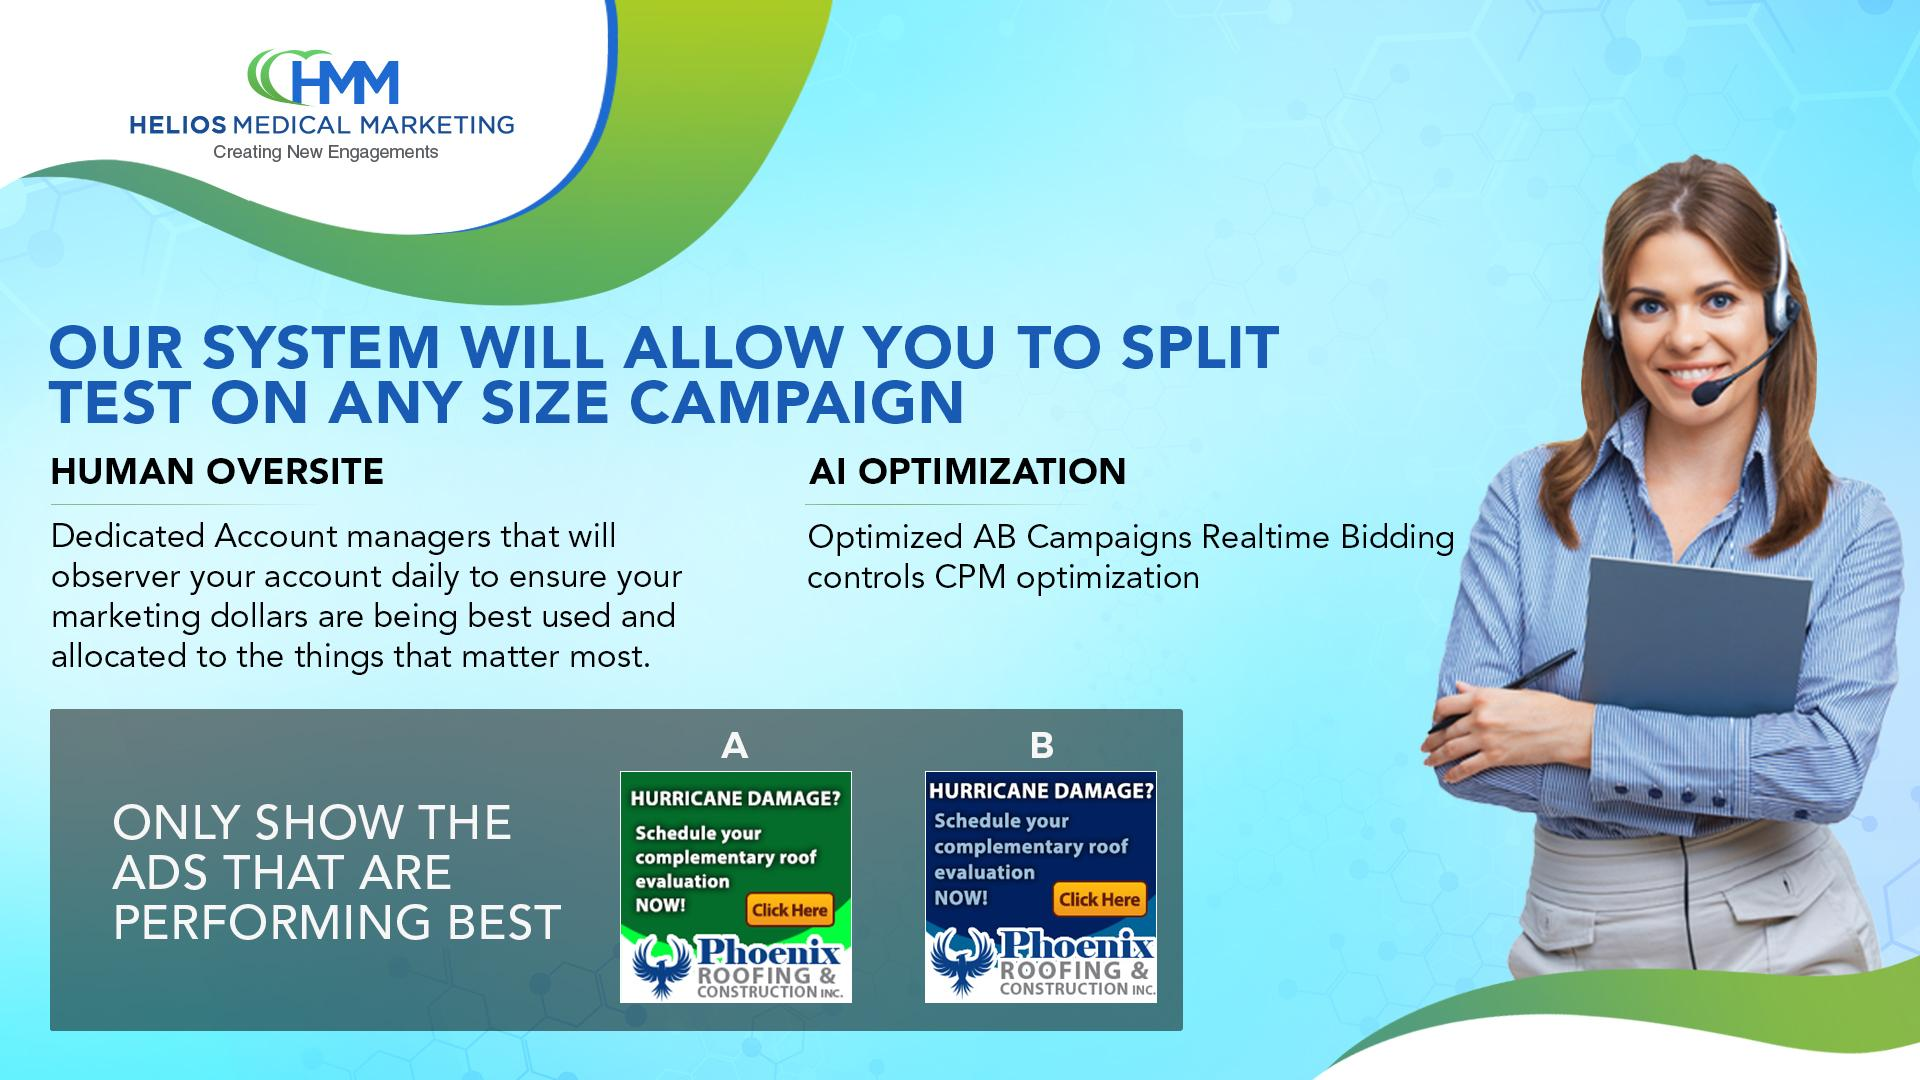 HMM
HELIOS MEDICAL MARKETING
Creating New Engagements
OUR SYSTEM WILL ALLOW YOU TO SPLIT
TEST ON ANY SIZE CAMPAIGN
HUMAN OVERSITE
Dedicated Account managers that will
observer your account daily to ensure your
marketing dollars are being best used and
allocated to the things that matter most.
AI OPTIMIZATION
Optimized AB Campaigns Realtime Bidding
controls CPM optimization
ONLY SHOW THE
ADS THAT ARE
PERFORMING BEST
A
HURRICANE DAMAGE?
Schedule your
complementary roof
evaluation
NOW!
Click Here
Phoenix
ROOFING &
CONSTRUCTION INC.
B
HURRICANE DAMAGE?
Schedule your
complementary roof
evaluation
NOW!
Click Here
Phoenix
ROOFING &
CONSTRUCTION INC.